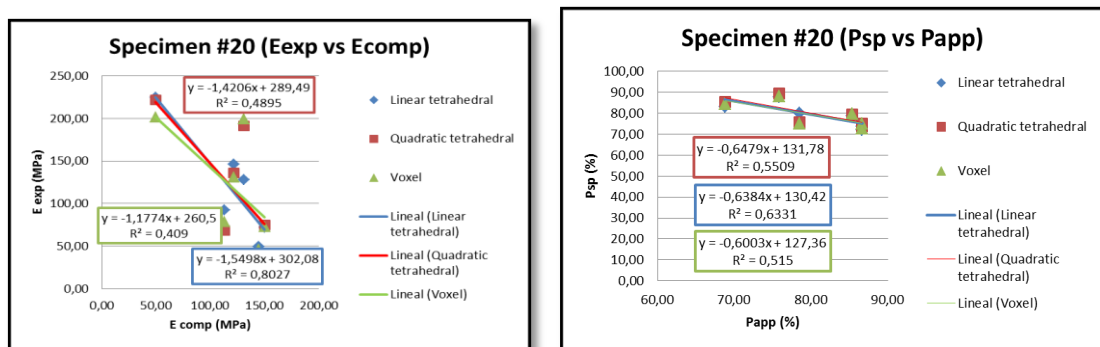 Specimen #20 (Eexp vs Ecomp)
250,00
200,00
150,00
100,00
50,00
0,00
E exp (MPa)
y = -1,4206x + 289,49
R² = 0,4895
y = -1,1774x + 260,5
R² = 0,409
y = -1,5498x + 302,08
R² = 0,8027
0,00 50,00 100,00 150,00 200,00
E comp (MPa)
Linear tetrahedral
Quadratic tetrahedral
Voxel
Lineal (Linear
tetrahedral)
Lineal (Quadratic
tetrahedral)
Lineal (Voxel)
Specimen #20 (Psp vs Papp)
100,00
90,00
80,00
70,00
60,00
50,00
40,00
30,00
20,00
10,00
0,00
Psp (%)
y = -0,6479x + 131,78
R² = 0,5509
y = -0,6384x + 130,42
R² = 0,6331
y = -0,6003x + 127,36
R² = 0,515
60,00 70,00 80,00 90,00
Papp (%)
Linear tetrahedral
Quadratic tetrahedral
Voxel
Lineal (Linear
tetrahedral)
Lineal (Quadratic
tetrahedral)
Lineal (Voxel)